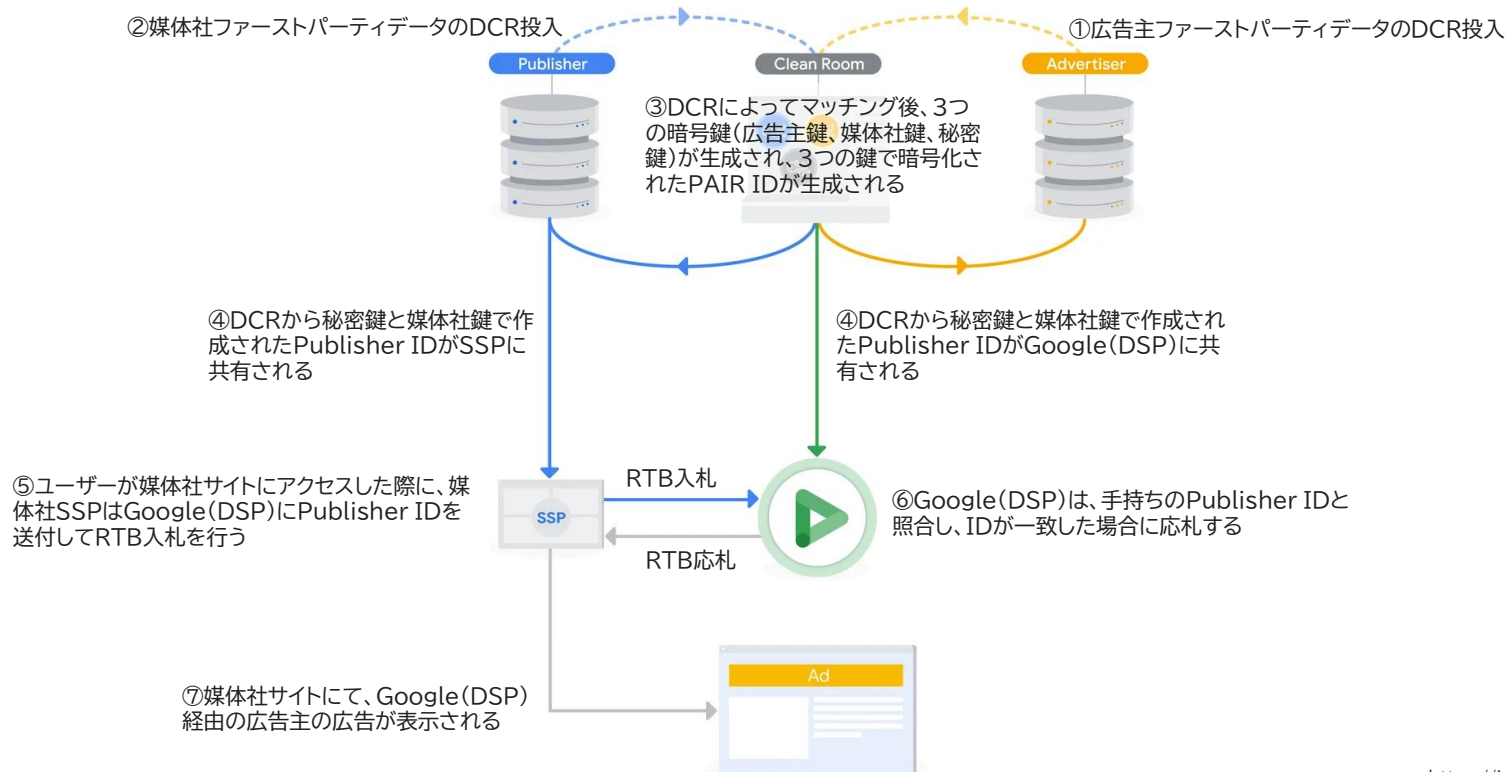 ②媒体社ファーストパーティデータのDCR投入
①広告主ファーストパーティデータのDCR投入
Publisher
Clean Room
Advertiser
③DCRによってマッチング後、3つ
の暗号鍵(広告主鍵、媒体社鍵、秘密
鍵)が生成され、3つの鍵で暗号化さ
れたPAIR IDが生成される
④DCRから秘密鍵と媒体社鍵で作
成されたPublisher IDがSSPに
共有される
④DCRから秘密鍵と媒体社鍵で作成され
たPublisher IDがGoogle(DSP)に共
有される
⑤ユーザーが媒体社サイトにアクセスした際に、媒
体社SSPはGoogle(DSP)にPublisher IDを
送付してRTB入札を行う
SSP
RTB入札
RTB応札
⑥Google(DSP)は、手持ちのPublisher IDと
照合し、IDが一致した場合に応札する
⑦媒体社サイトにて、Google(DSP)
経由の広告主の広告が表示される
Ad